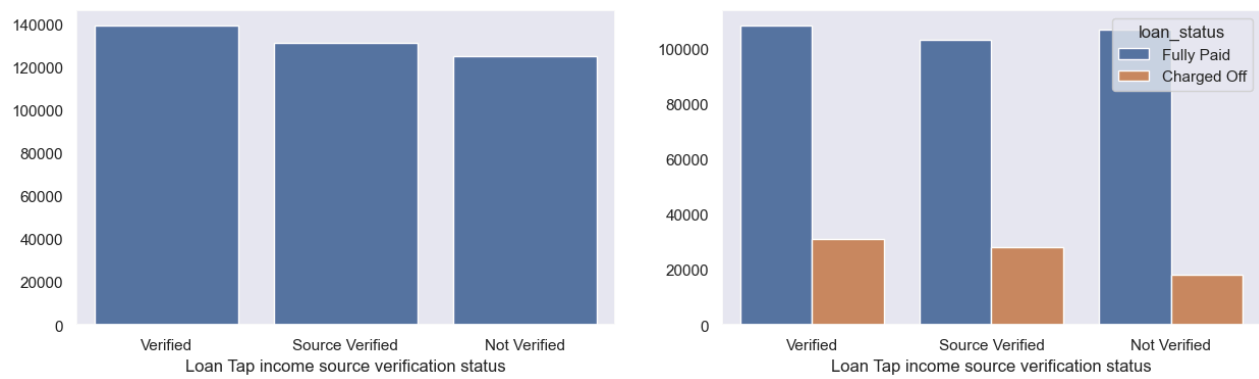 140000
120000
100000
80000
60000
40000
20000
0
Verified Source Verified Not Verified
Loan Tap income source verification status
loan_status
Fully Paid
Charged Off
100000
80000
60000
40000
20000
0
Verified Source Verified Not Verified
Loan Tap income source verification status